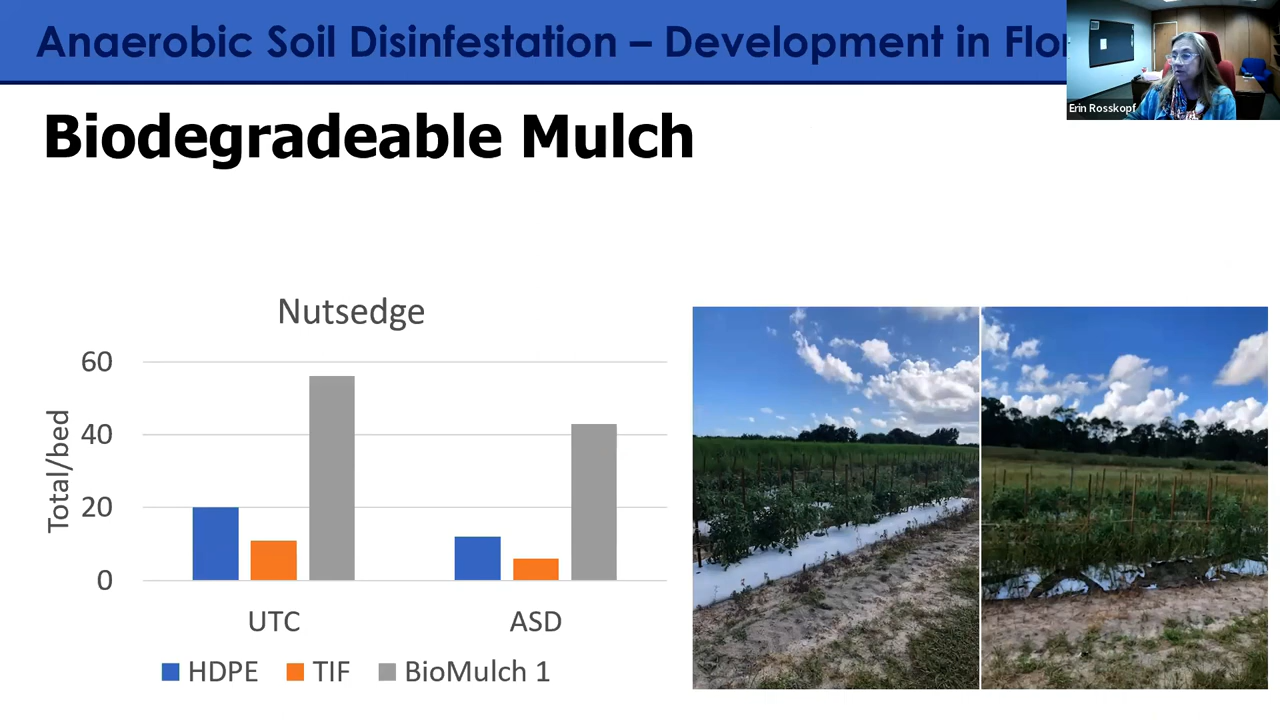 Anaerobic Soil Disinfestation – Development in Flor
Erin Rosskopf
Biodegradeable Mulch
Nutsedge
Total/bed
60
40
20
0
UTC
ASD
HDPE
TIF
BioMulch 1